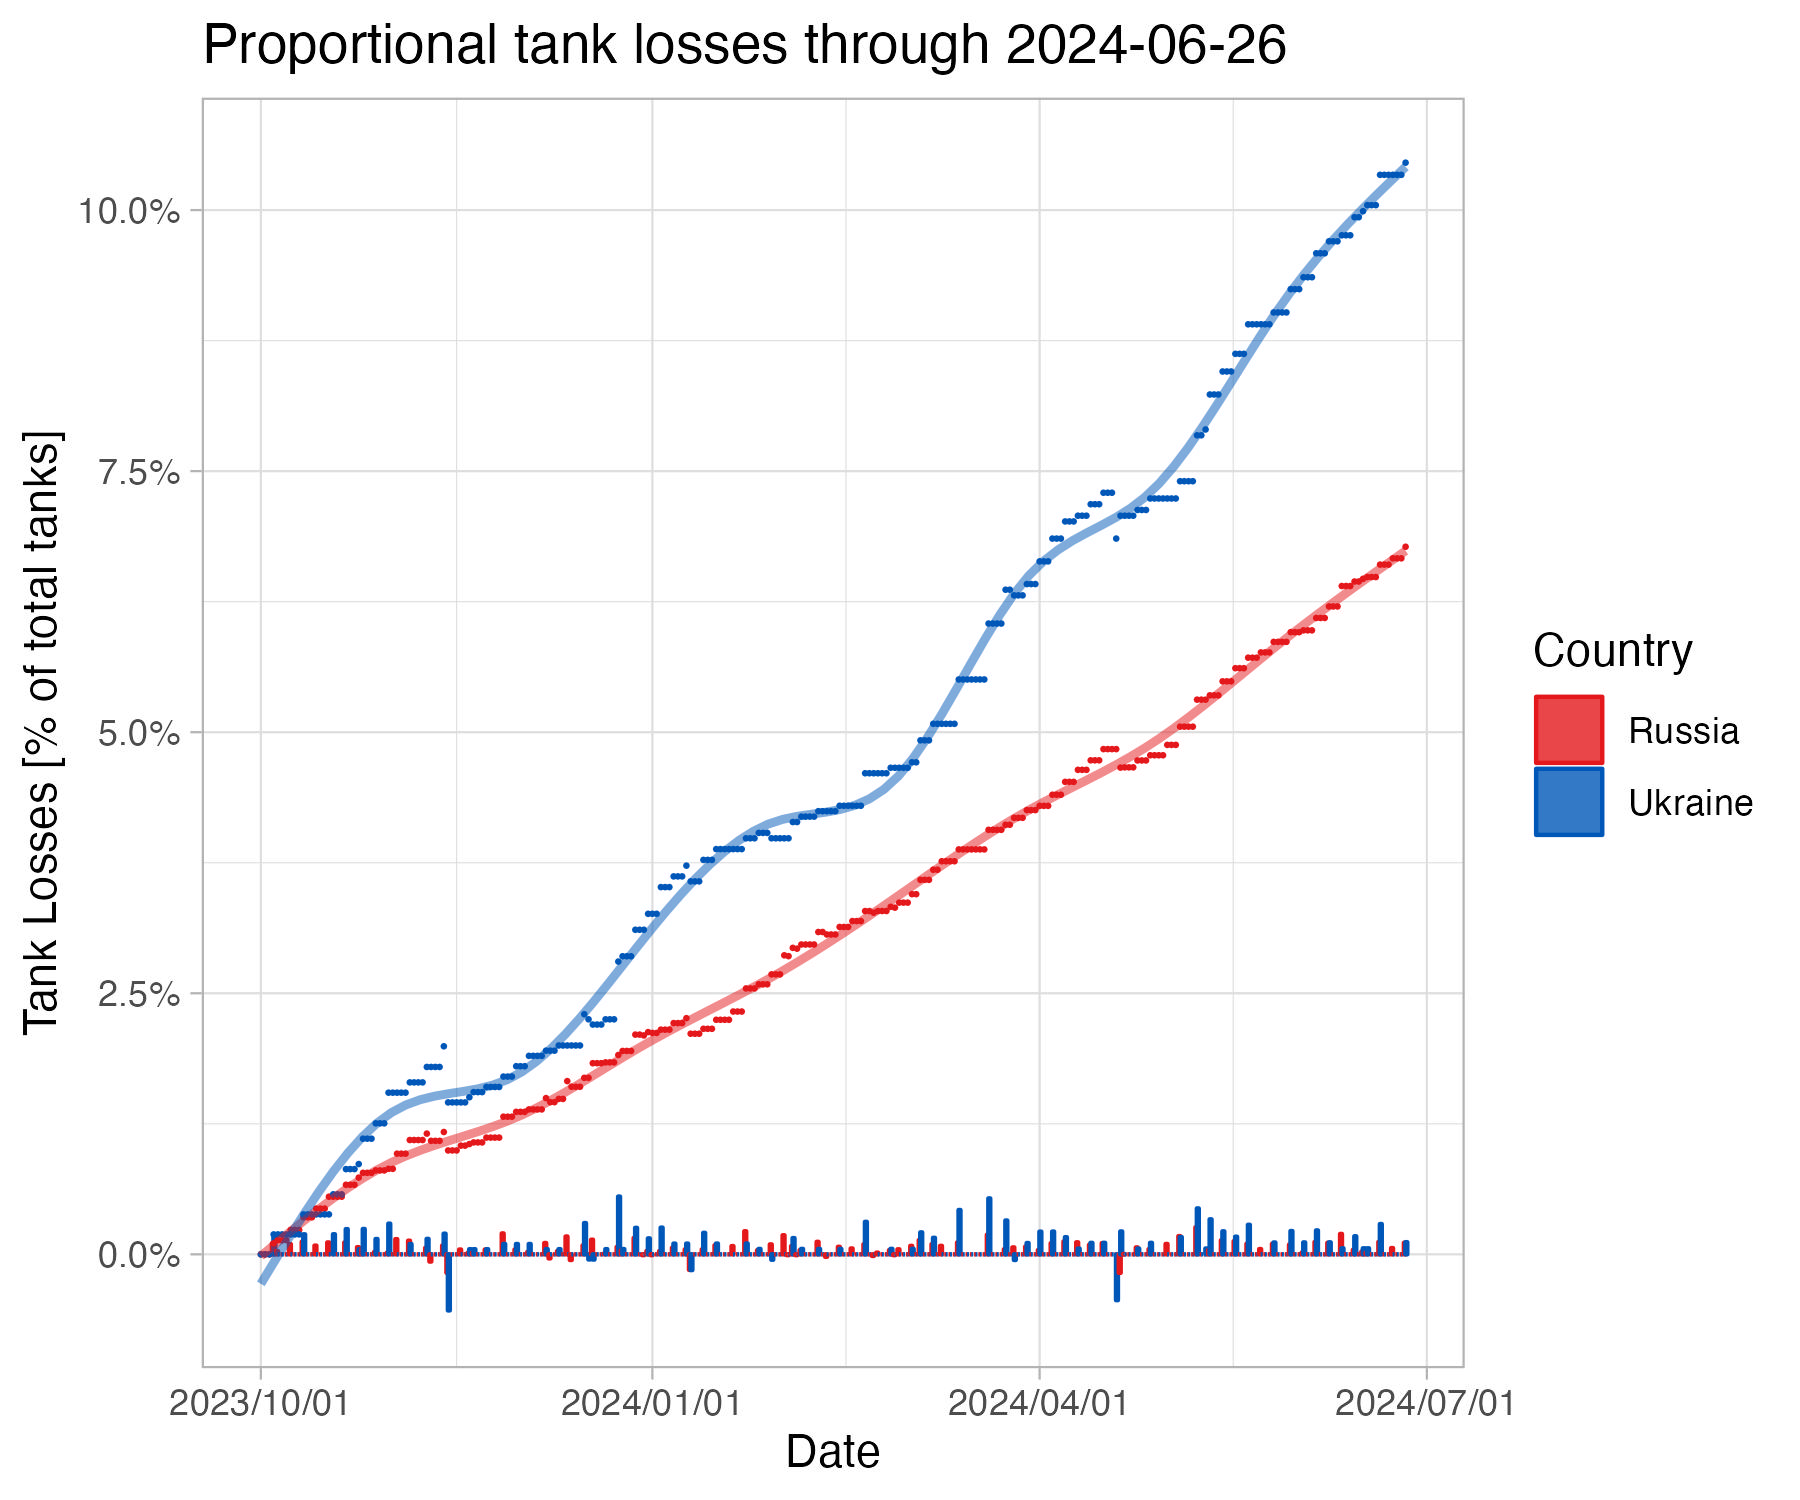 Proportional tank losses through 2024-06-26
Tank Losses [% of total tanks]
10.0%
7.5%
5.0%
2.5%
0.0%
2023/10/01
2024/01/01
2024/04/01
2024/07/01
Date
Country
Russia
Ukraine